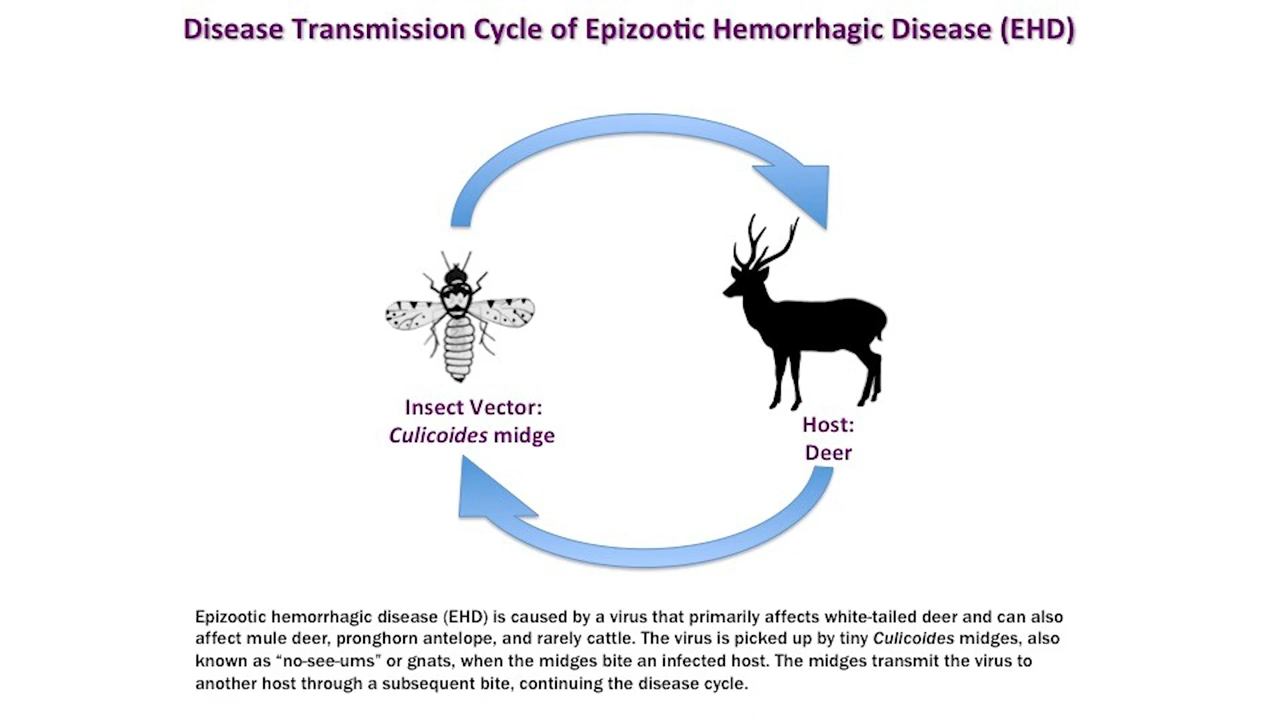 Disease Transmission Cycle of Epizootic Hemorrhagic Disease (EHD)
Insect Vector:
Culicoides midge
Host:
Deer
Epizootic hemorrhagic disease (EHD) is caused by a virus that primarily affects white-tailed deer and can also
affect mule deer, pronghorn antelope, and rarely cattle. The virus is picked up by tiny Culicoides midges, also
known as “no-see-ums” or gnats, when the midges bite an infected host. The midges transmit the virus to
another host through a subsequent bite, continuing the disease cycle.